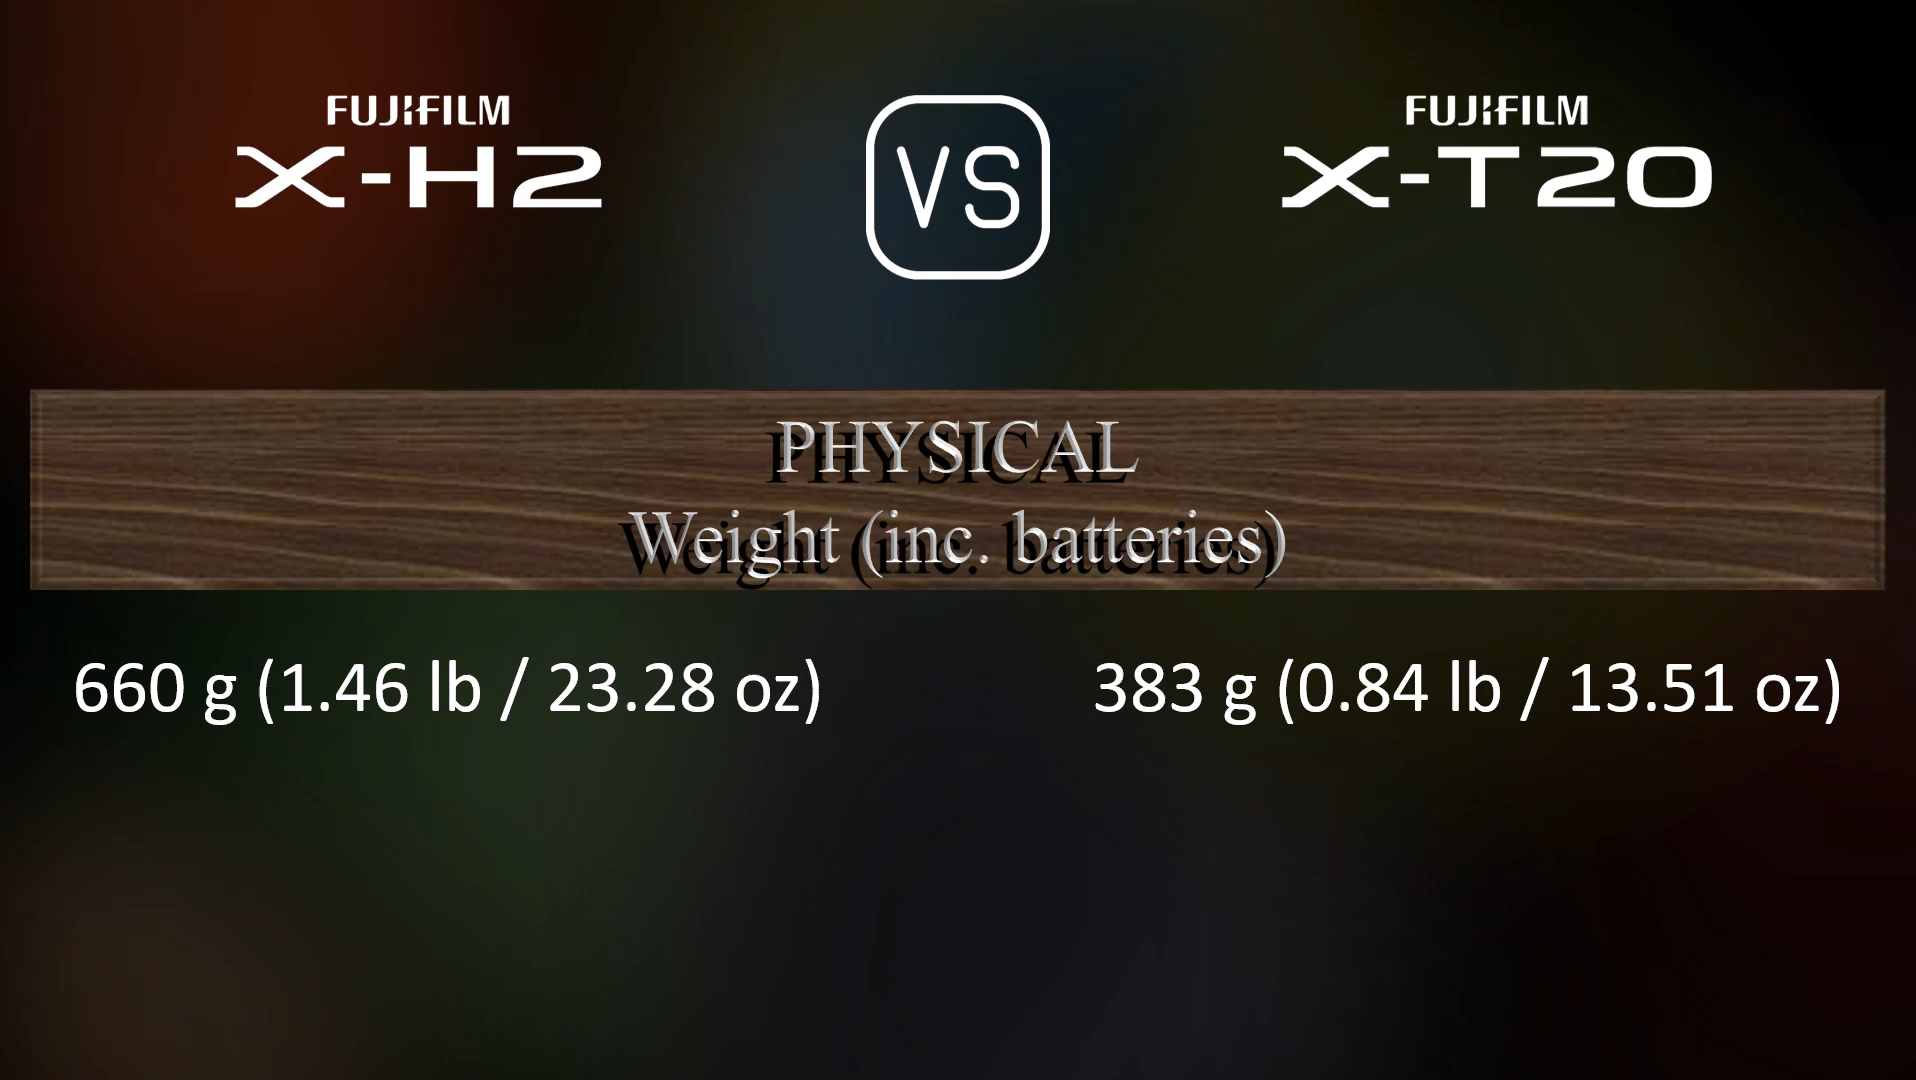 FUJIFILM
X-H2
VS
FUJIFILM
X-T20
PHYSICAL
Weight (inc. batteries)
660 g (1.46 lb / 23.28 oz)
383 g (0.84 lb / 13.51 oz)